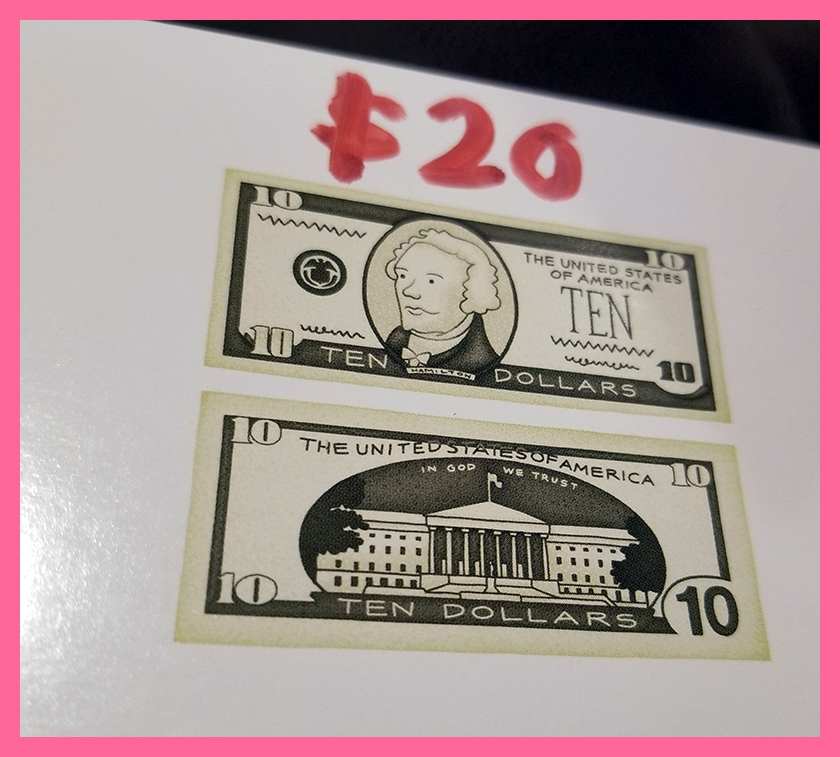 $20
10
10
THE UNITED STATES
OF AMERICA
TEN
10
TEN
HAMILTON
DOLLARS
10
10
THE UNITED STATES OF AMERICA
10
IN GOD WE TRUST
10
TEN DOLLARS
10